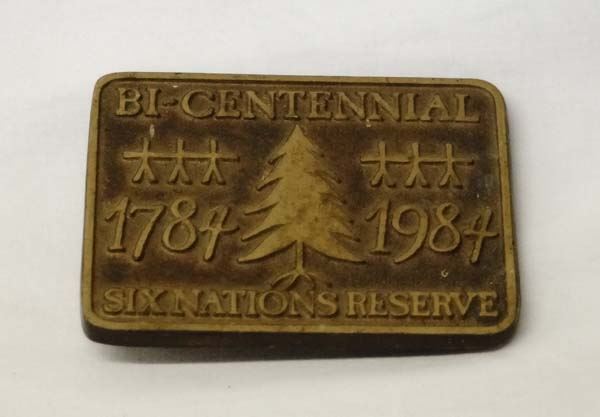 BI-CENTENNIAL
1784 1984
SIX NATIONS RESERVE